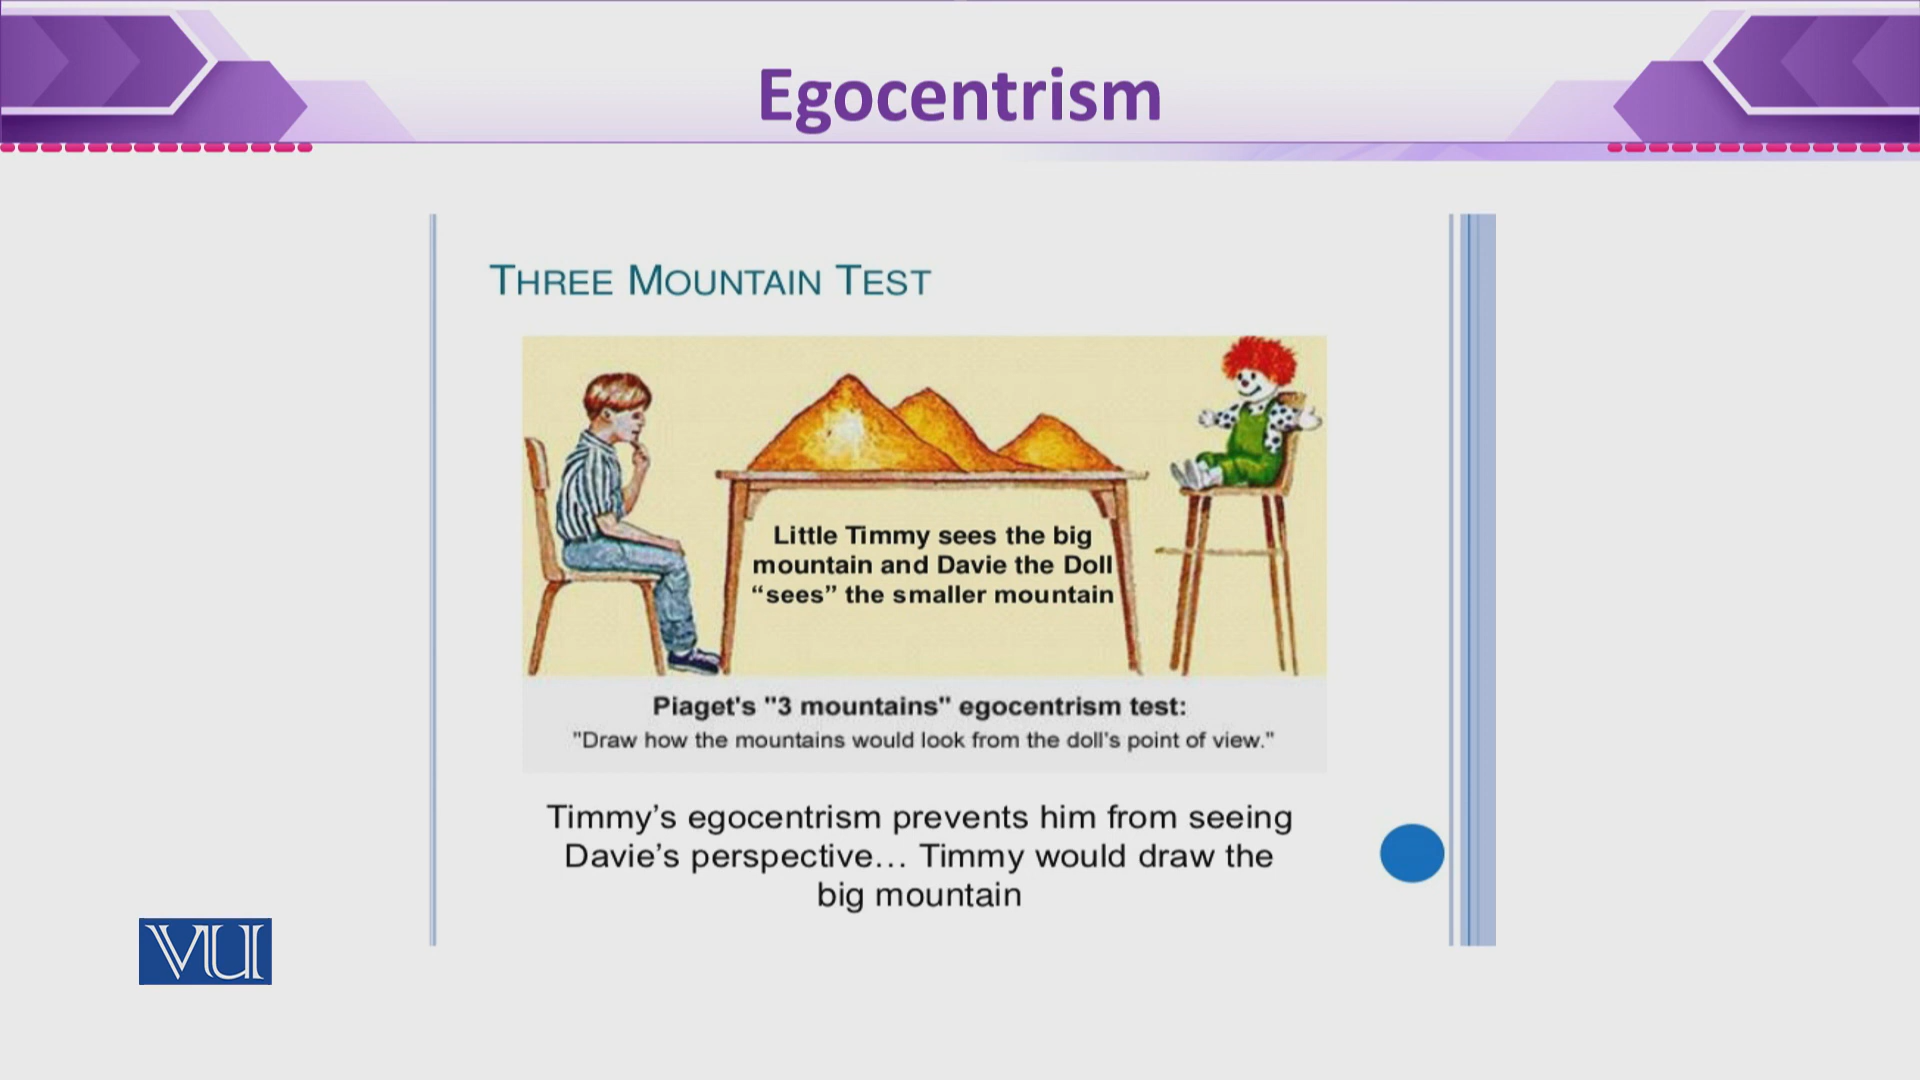 Egocentrism
THREE MOUNTAIN TEST
Little Timmy sees the big
mountain and Davie the Doll
“sees” the smaller mountain
Piaget's "3 mountains" egocentrism test:
"Draw how the mountains would look from the doll's point of view."
Timmy’s egocentrism prevents him from seeing
Davie’s perspective… Timmy would draw the
big mountain
VU